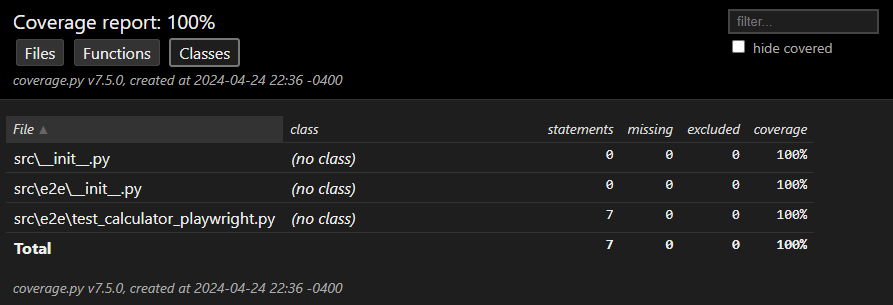 Coverage report: 100%
filter...
Files Functions Classes
hide covered
coverage.py v7.5.0, created at 2024-04-24 22:36 -0400
File ▲ class statements missing excluded coverage
src\__init__.py (no class) 0 0 0 100%
src\e2e\__init__.py (no class) 0 0 0 100%
src\e2e\test_calculator_playwright.py (no class) 7 0 0 100%
Total 7 0 0 100%
coverage.py v7.5.0, created at 2024-04-24 22:36 -0400